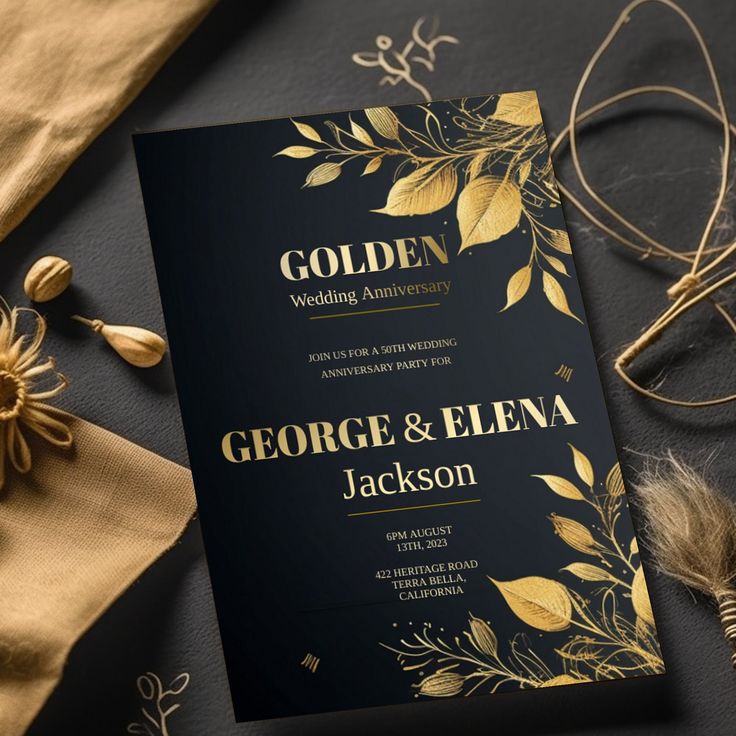 GOLDEN
Wedding Anniversary
JOIN US FOR A 50TH WEDDING
ANNIVERSARY PARTY FOR
GEORGE & ELENA
Jackson
6PM AUGUST
13TH, 2023
422 HERITAGE ROAD
TERRA BELLA,
CALIFORNIA